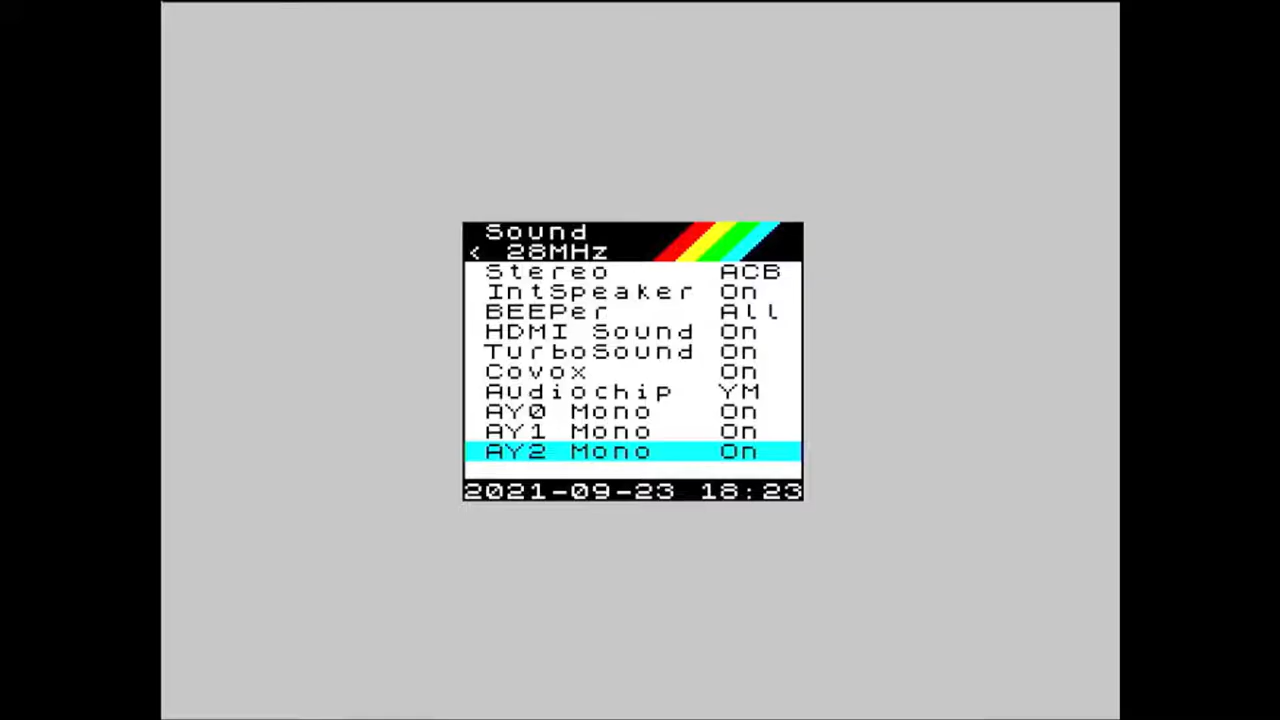 Sound
< 28MHz
Stereo ACB
IntSpeaker On
BEEPer All
HDMI Sound On
TurboSound On
Covox On
Audiochip YM
AY0 Mono On
AY1 Mono On
AY2 Mono On
2021-09-23 18:23